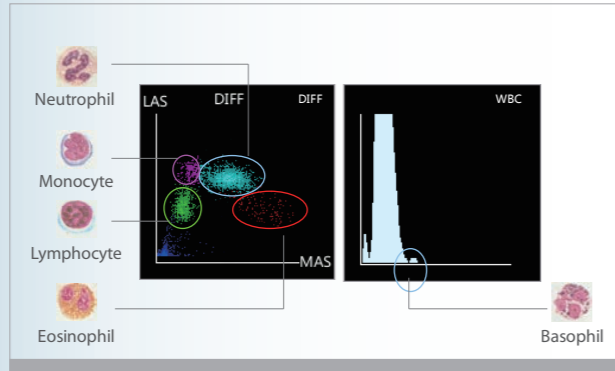 Neutrophil
Monocyte
Lymphocyte
Eosinophil
LAS DIFF DIFF
MAS
WBC
Basophil